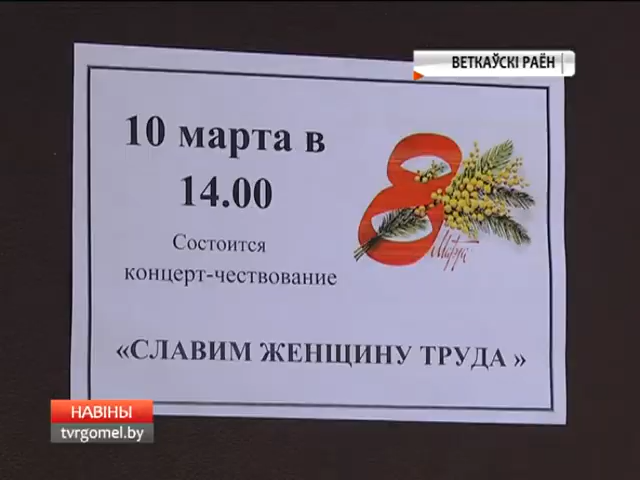 ВЕТКАЎСКІ РАЁН
10 марта в
14.00
Состоится
концерт-чествование
8
Марта
«СЛАВИМ ЖЕНЩИНУ ТРУДА »
НАВІНЫ
tvrgomel.by